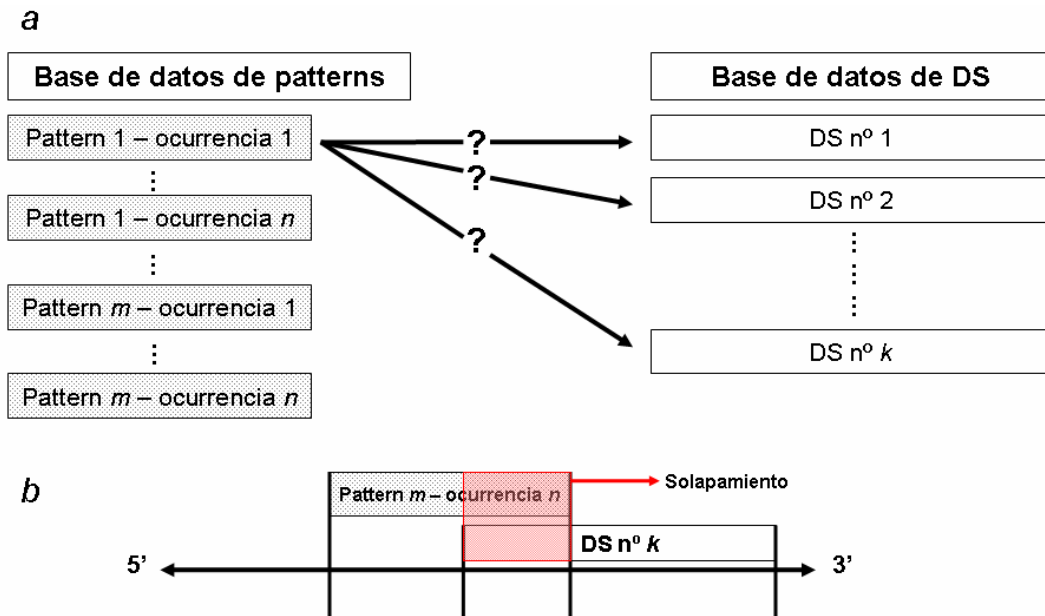 a
Base de datos de patterns
Base de datos de DS
Pattern 1 – ocurrencia 1
Pattern 1 – ocurrencia n
Pattern m – ocurrencia 1
Pattern m – ocurrencia n
?
?
?
DS nº 1
DS nº 2
DS nº k
b
Pattern m – ocurrencia n
Solapamiento
DS nº k
5’
3’